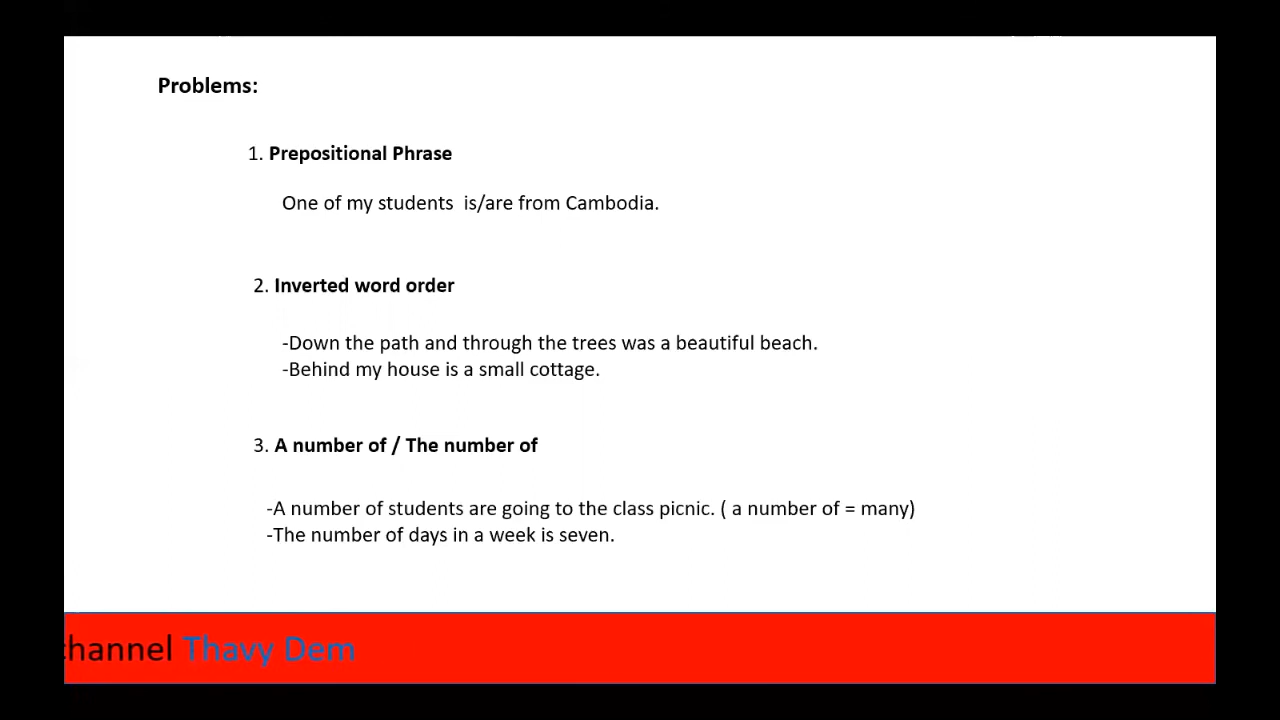 Problems:
1. Prepositional Phrase
One of my students is/are from Cambodia.
2. Inverted word order
-Down the path and through the trees was a beautiful beach.
-Behind my house is a small cottage.
3. A number of / The number of
-A number of students are going to the class picnic. ( a number of = many)
-The number of days in a week is seven.
channel Thavy Dem